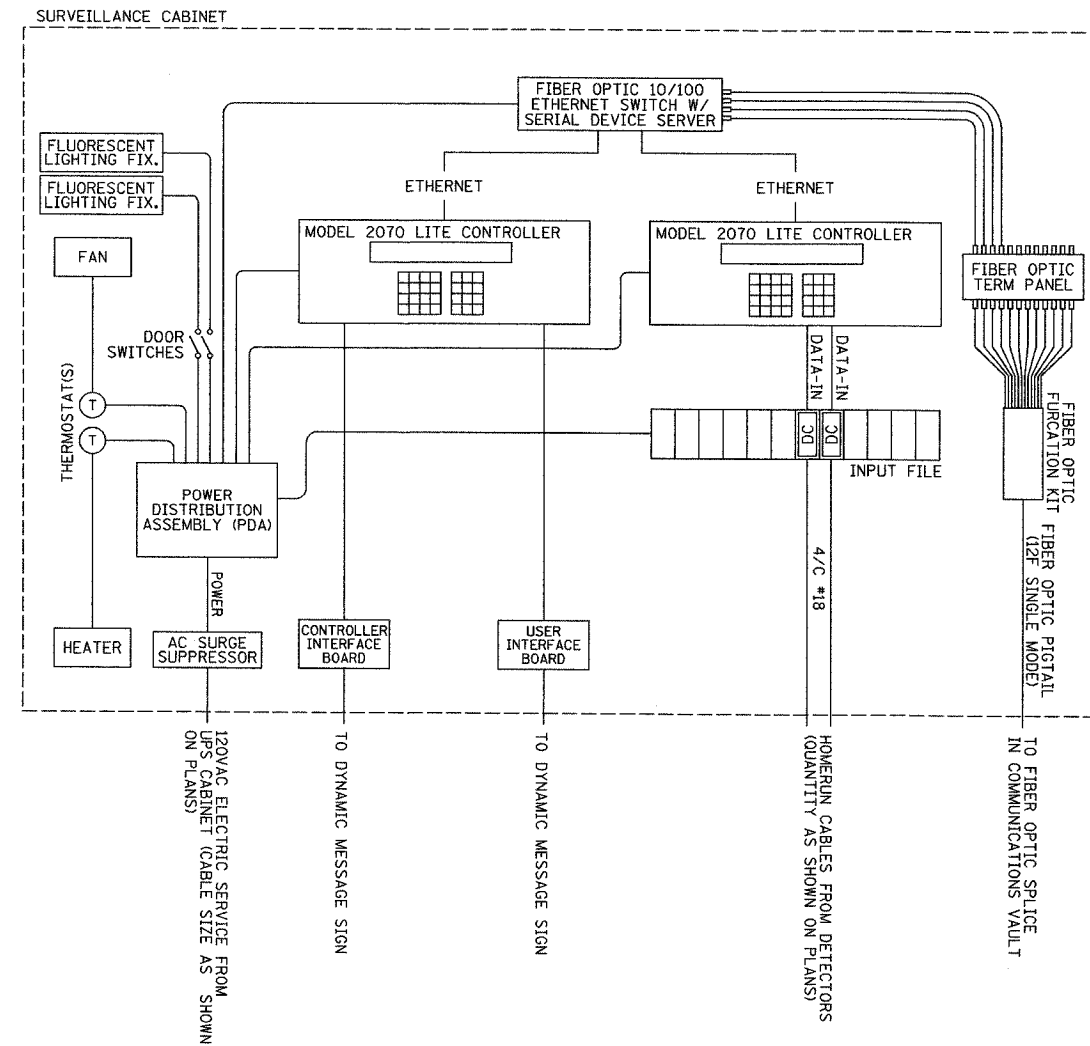 SURVEILLANCE CABINET
FIBER OPTIC 10/100
ETHERNET SWITCH W/
SERIAL DEVICE SERVER
FLUORESCENT
LIGHTING FIX.
FLUORESCENT
LIGHTING FIX.
ETHERNET
ETHERNET
MODEL 2070 LITE CONTROLLER
MODEL 2070 LITE CONTROLLER
FAN
FIBER OPTIC
TERM PANEL
DOOR
SWITCHES
DATA-IN
DATA-IN
THERMOSTAT(S)
T
T
DC
DC
INPUT FILE
FIBER OPTIC
FURCATION KIT
POWER
DISTRIBUTION
ASSEMBLY (PDA)
POWER
4/C #18
FIBER OPTIC PIGTAIL
(12F SINGLE MODE)
HEATER
AC SURGE
SUPPRESSOR
CONTROLLER
INTERFACE
BOARD
USER
INTERFACE
BOARD
120VAC ELECTRIC SERVICE FROM
UPS CABINET (CABLE SIZE AS SHOWN
ON PLANS)
TO DYNAMIC MESSAGE SIGN
TO DYNAMIC MESSAGE SIGN
HOMERUN CABLES FROM DETECTORS
(QUANTITY AS SHOWN ON PLANS)
TO FIBER OPTIC SPLICE
IN COMMUNICATIONS VAULT